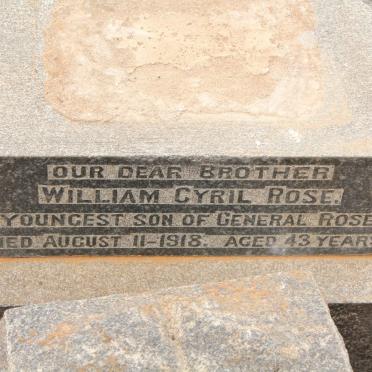 OUR DEAR BROTHER
WILLIAM CYRIL ROSE.
YOUNGEST SON OF GENERAL ROSE
IED AUGUST 11-1918. AGED 43 YEARS